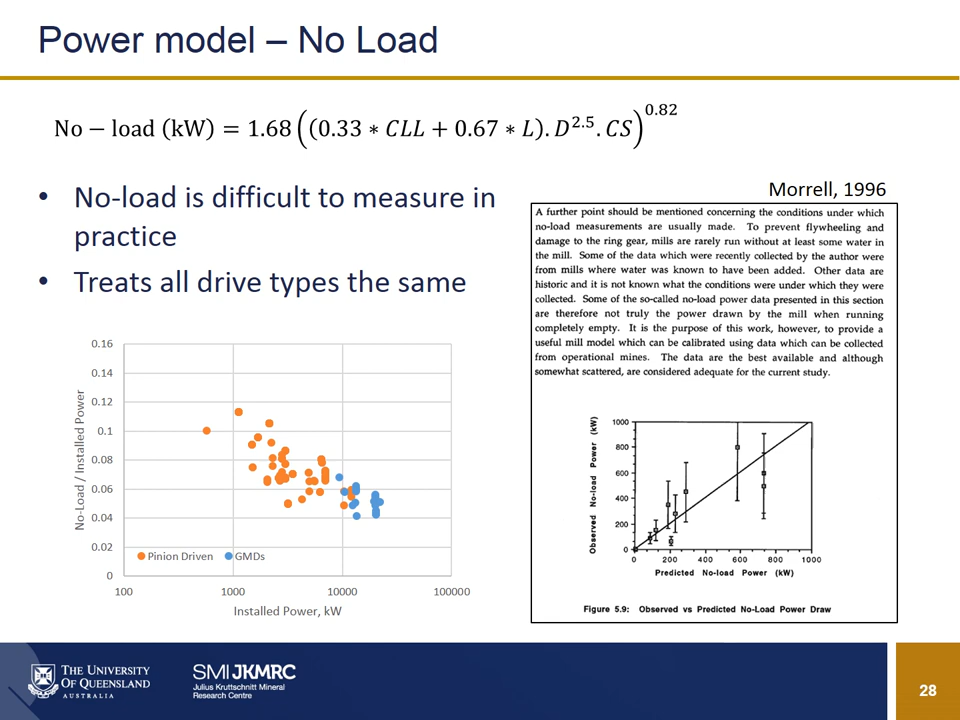 Power model – No Load
No − load (kW) = 1.68 ((0.33 ∗ CLL + 0.67 ∗ L). D^2.5. CS)^0.82
• No-load is difficult to measure in
practice
• Treats all drive types the same
Morrell, 1996
A further point should be mentioned concerning the conditions under which
no-load measurements are usually made. To prevent flywheeling and
damage to the ring gear, mills are rarely run without at least some water in
the mill. Some of the data which were recently collected by the author were
from mills where water was known to have been added. Other data are
historic and it is not known what the conditions were under which they were
collected. Some of the so-called no-load power data presented in this section
are therefore not truly the power drawn by the mill when running
completely empty. It is the purpose of this work, however, to provide a
useful mill model which can be calibrated using data which can be collected
from operational mines. The data are the best available and although
somewhat scattered, are considered adequate for the current study.
No-Load / Installed Power
0.16
0.14
0.12
0.1
0.08
0.06
0.04
0.02
0
Pinion Driven GMDs
100 1000 10000 100000
Installed Power, kW
Observed No-load Power (kW)
1000
800
600
400
200
0
0 200 400 600 800 1000
Predicted No-load Power (kW)
Figure 5.9: Observed vs Predicted No-Load Power Draw
THE UNIVERSITY
OF QUEENSLAND
AUSTRALIA
SMI JKMRC
Julius Kruttschnitt Mineral
Research Centre
28